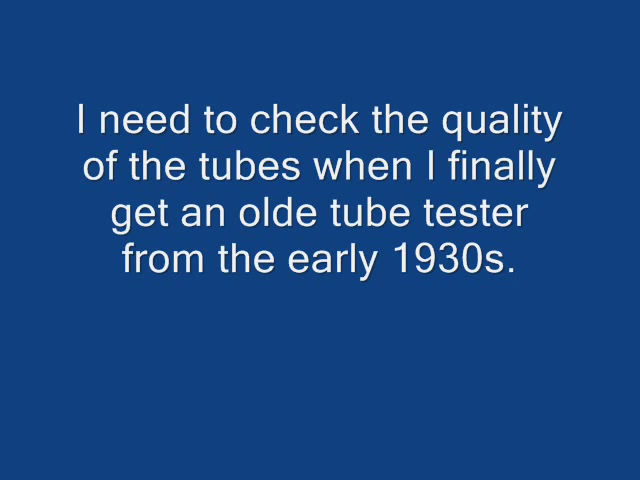 I need to check the quality
of the tubes when I finally
get an olde tube tester
from the early 1930s.